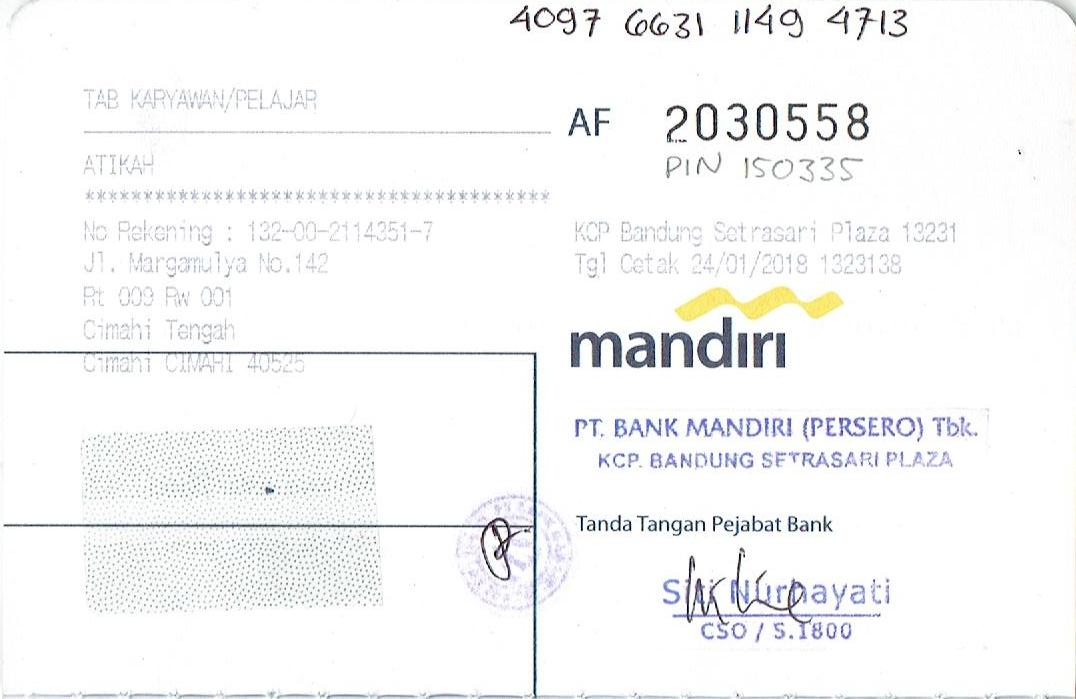 4097 6631 1149 4713
TAB KARYAWAN/PELAJAR
AF 2030558
PIN 150335
ATIKAH
****************************************
No Rekening : 132-00-2114351-7
Jl. Margamulya No.142
Rt 009 Rw 001
Cimahi Tengah
Cimahi CIMAHI 40525
KCP Bandung Setrasari Plaza 13231
Tgl Cetak 24/01/2018 1323138
mandiri
PT. BANK MANDIRI (PERSERO) Tbk.
KCP. BANDUNG SETRASARI PLAZA
Tanda Tangan Pejabat Bank
Siti Nurhayati
CSO / S.1800